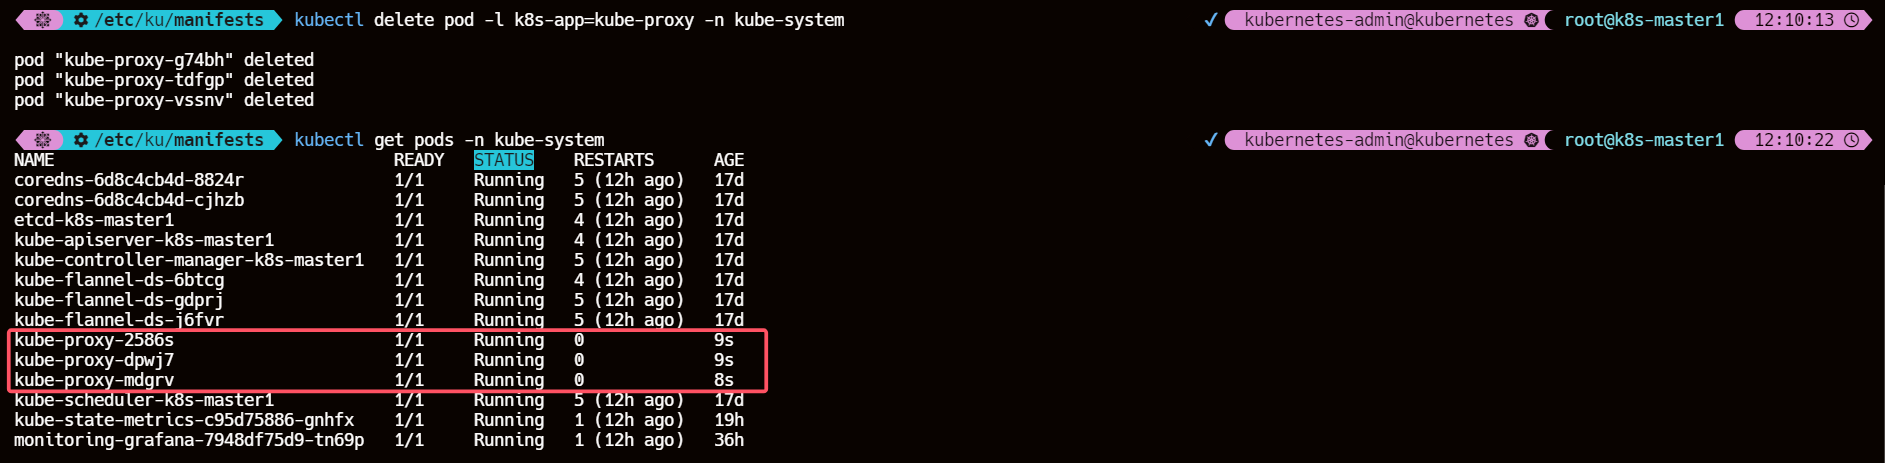 /etc/ku/manifests kubectl delete pod -l k8s-app=kube-proxy -n kube-system ✓ kubernetes-admin@kubernetes root@k8s-master1 12:10:13
pod "kube-proxy-g74bh" deleted
pod "kube-proxy-tdfgp" deleted
pod "kube-proxy-vssnv" deleted
/etc/ku/manifests kubectl get pods -n kube-system ✓ kubernetes-admin@kubernetes root@k8s-master1 12:10:22
NAME READY STATUS RESTARTS AGE
coredns-6d8c4cb4d-8824r 1/1 Running 5 (12h ago) 17d
coredns-6d8c4cb4d-cjhzb 1/1 Running 5 (12h ago) 17d
etcd-k8s-master1 1/1 Running 4 (12h ago) 17d
kube-apiserver-k8s-master1 1/1 Running 4 (12h ago) 17d
kube-controller-manager-k8s-master1 1/1 Running 5 (12h ago) 17d
kube-flannel-ds-6btcg 1/1 Running 4 (12h ago) 17d
kube-flannel-ds-gdprj 1/1 Running 5 (12h ago) 17d
kube-flannel-ds-j6fvr 1/1 Running 5 (12h ago) 17d
kube-proxy-2586s 1/1 Running 0 9s
kube-proxy-dpwj7 1/1 Running 0 9s
kube-proxy-mdgrv 1/1 Running 0 8s
kube-scheduler-k8s-master1 1/1 Running 5 (12h ago) 17d
kube-state-metrics-c95d75886-gnhfx 1/1 Running 1 (12h ago) 19h
monitoring-grafana-7948df75d9-tn69p 1/1 Running 1 (12h ago) 36h